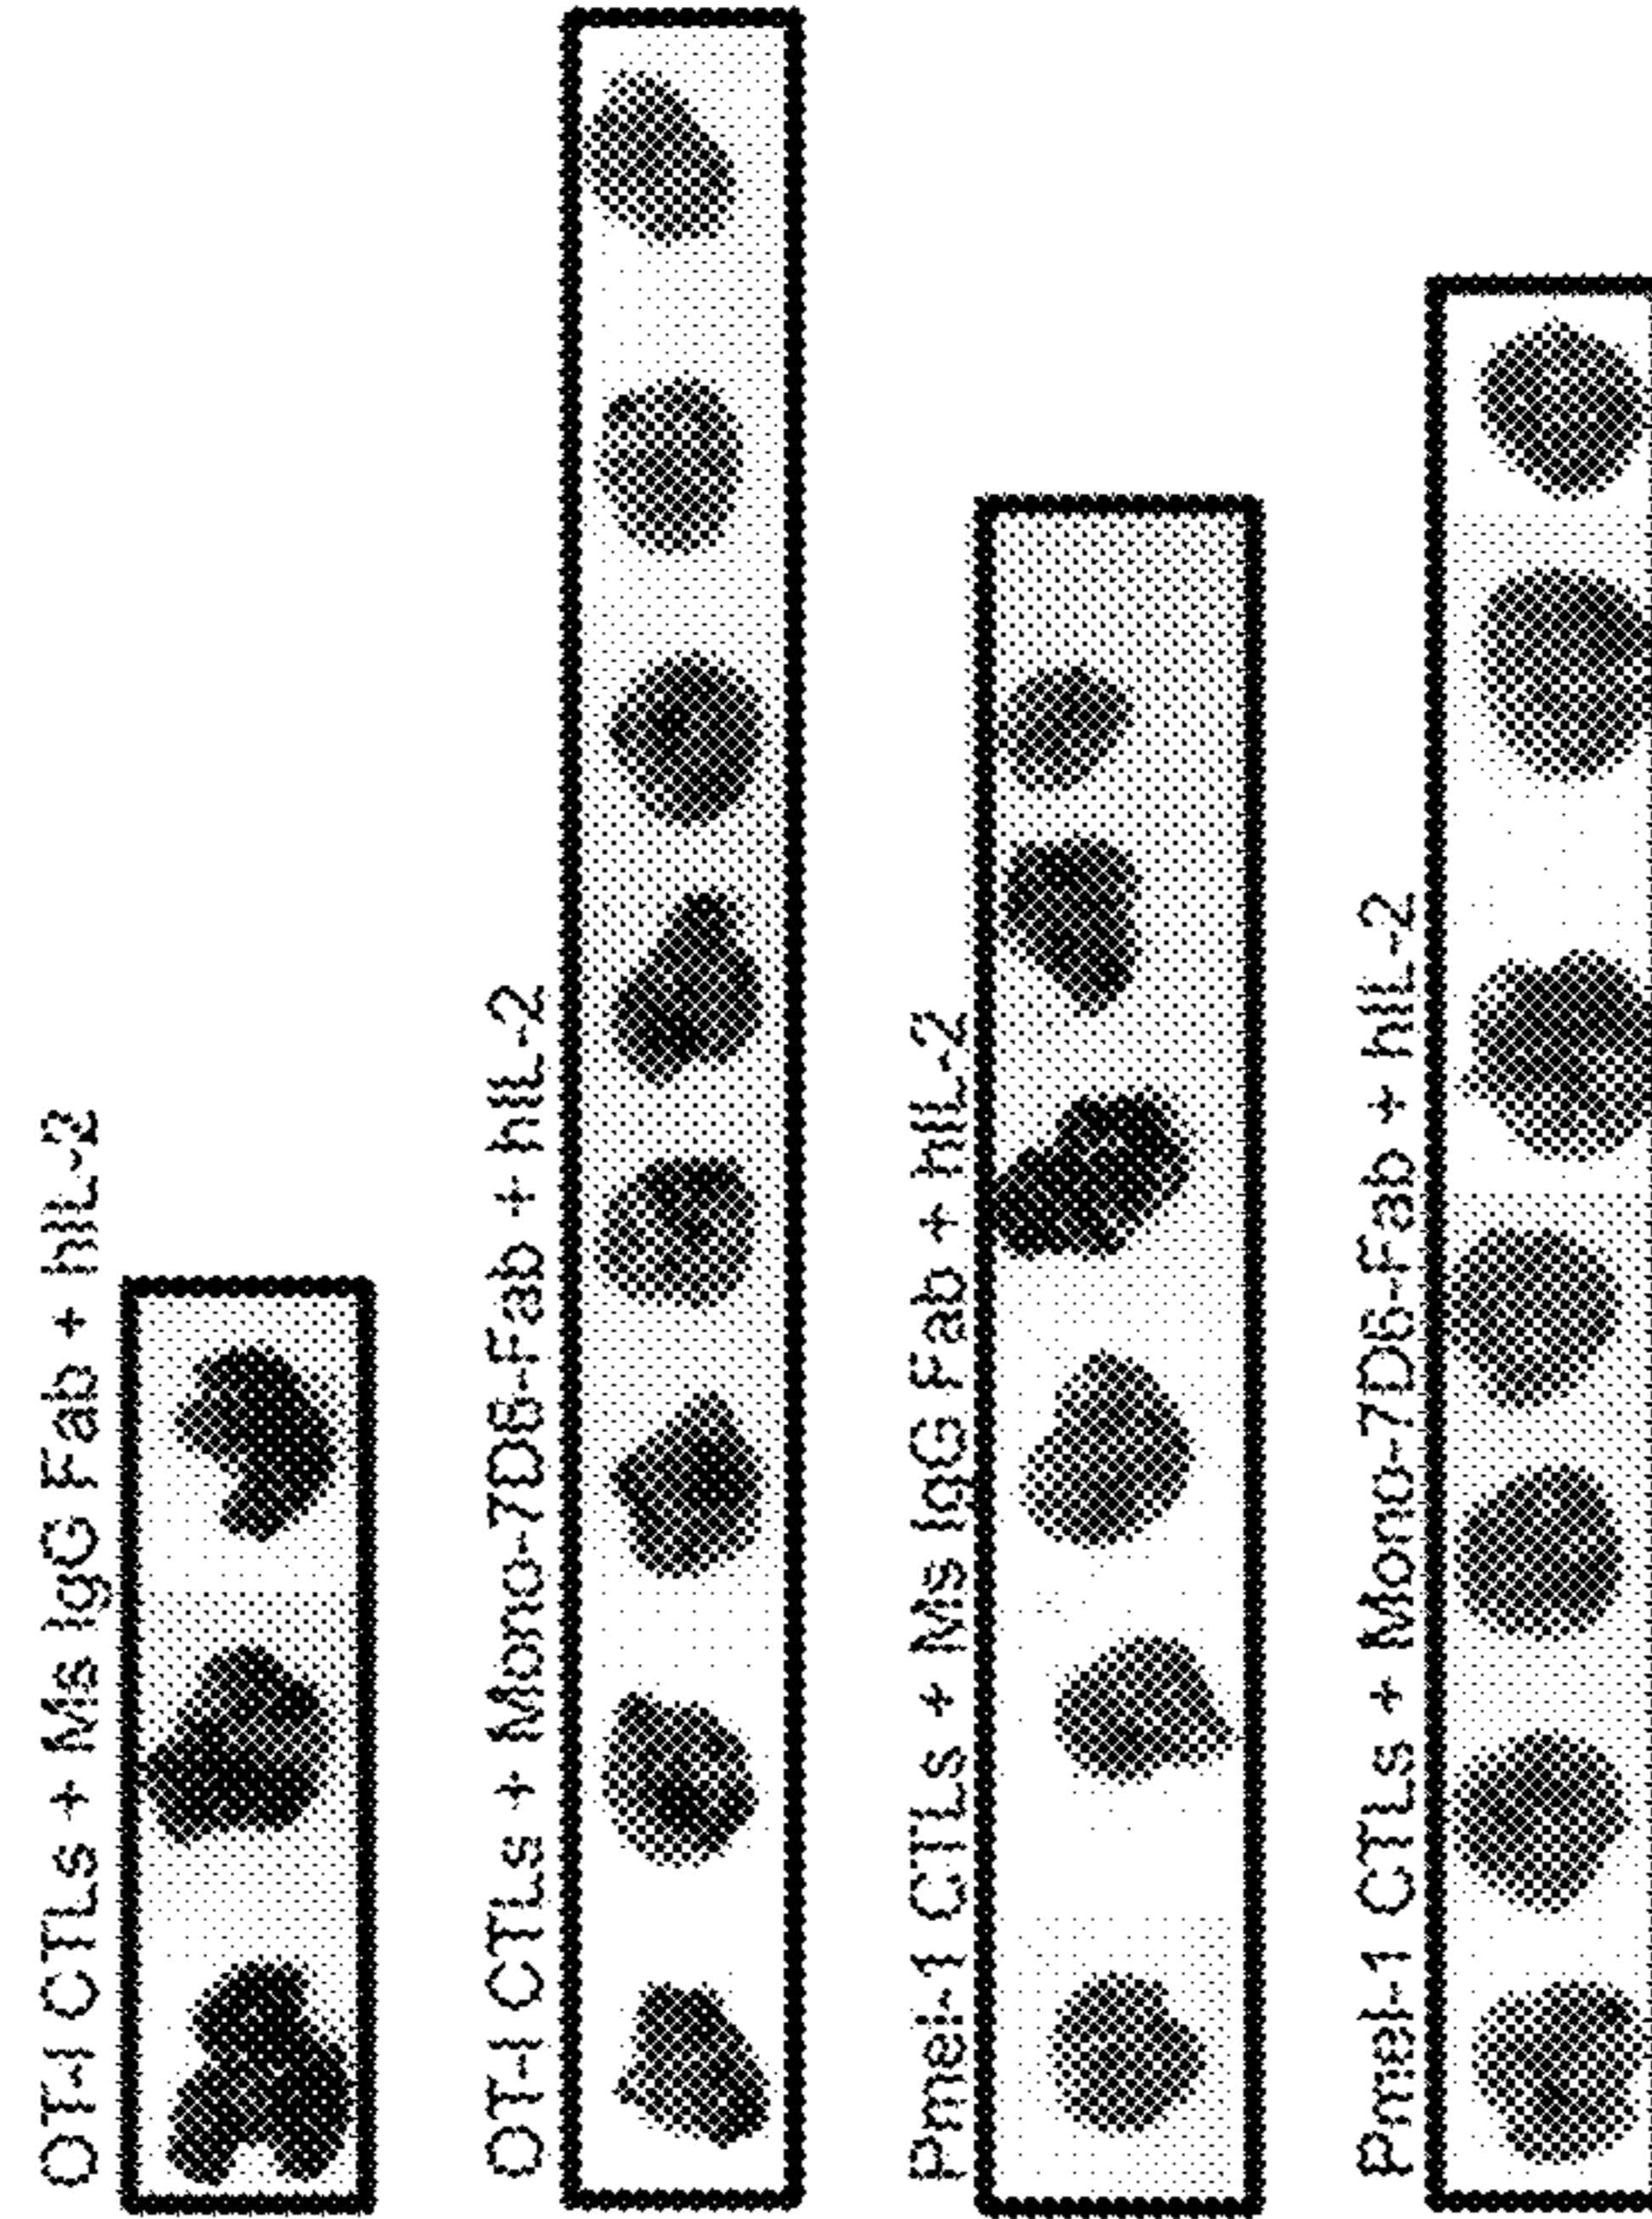 OT-I CTLs + Ms IgG Fab + hIL-2
OT-I CTLs + Mono-7D6-Fab + hIL-2
Pmel-1 CTLs + Ms IgG Fab + hIL-2
Pmel-1 CTLs + Mono-7D6-Fab + hIL-2